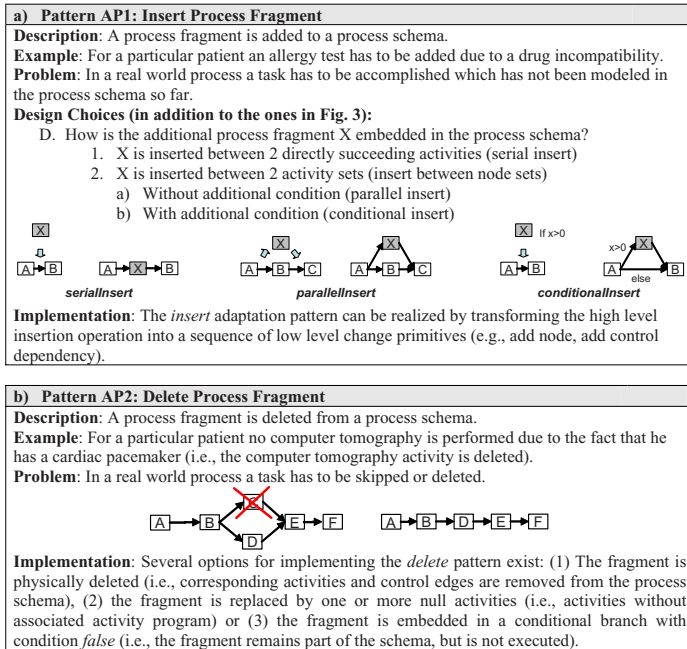 a) Pattern AP1: Insert Process Fragment
Description: A process fragment is added to a process schema.
Example: For a particular patient an allergy test has to be added due to a drug incompatibility.
Problem: In a real world process a task has to be accomplished which has not been modeled in
the process schema so far.
Design Choices (in addition to the ones in Fig. 3):
D. How is the additional process fragment X embedded in the process schema?
1. X is inserted between 2 directly succeeding activities (serial insert)
2. X is inserted between 2 activity sets (insert between node sets)
a) Without additional condition (parallel insert)
b) With additional condition (conditional insert)
X X X X If x>0 x>0 X
A B A X B A B C A B C A B A else B
serialInsert parallelInsert conditionalInsert
Implementation: The insert adaptation pattern can be realized by transforming the high level
insertion operation into a sequence of low level change primitives (e.g., add node, add control
dependency).
b) Pattern AP2: Delete Process Fragment
Description: A process fragment is deleted from a process schema.
Example: For a particular patient no computer tomography is performed due to the fact that he
has a cardiac pacemaker (i.e., the computer tomography activity is deleted).
Problem: In a real world process a task has to be skipped or deleted.
C
A B E F A B D E F
D
Implementation: Several options for implementing the delete pattern exist: (1) The fragment is
physically deleted (i.e., corresponding activities and control edges are removed from the process
schema), (2) the fragment is replaced by one or more null activities (i.e., activities without
associated activity program) or (3) the fragment is embedded in a conditional branch with
condition false (i.e., the fragment remains part of the schema, but is not executed).